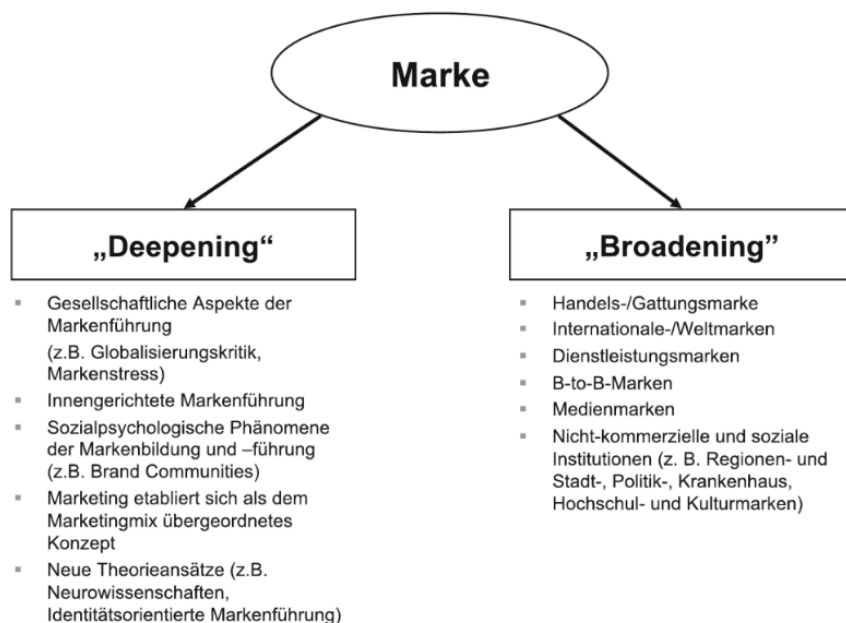 Marke
„Deepening“
Gesellschaftliche Aspekte der
Markenführung
(z.B. Globalisierungskritik,
Markenstress)
Innengerichtete Markenführung
Sozialpsychologische Phänomene
der Markenbildung und –führung
(z.B. Brand Communities)
Marketing etabliert sich als dem
Marketingmix übergeordnetes
Konzept
Neue Theorieansätze (z.B.
Neurowissenschaften,
Identitätsorientierte Markenführung)
„Broadening”
Handels-/Gattungsmarke
Internationale-/Weltmarken
Dienstleistungsmarken
B-to-B-Marken
Medienmarken
Nicht-kommerzielle und soziale
Institutionen (z. B. Regionen- und
Stadt-, Politik-, Krankenhaus,
Hochschul- und Kulturmarken)